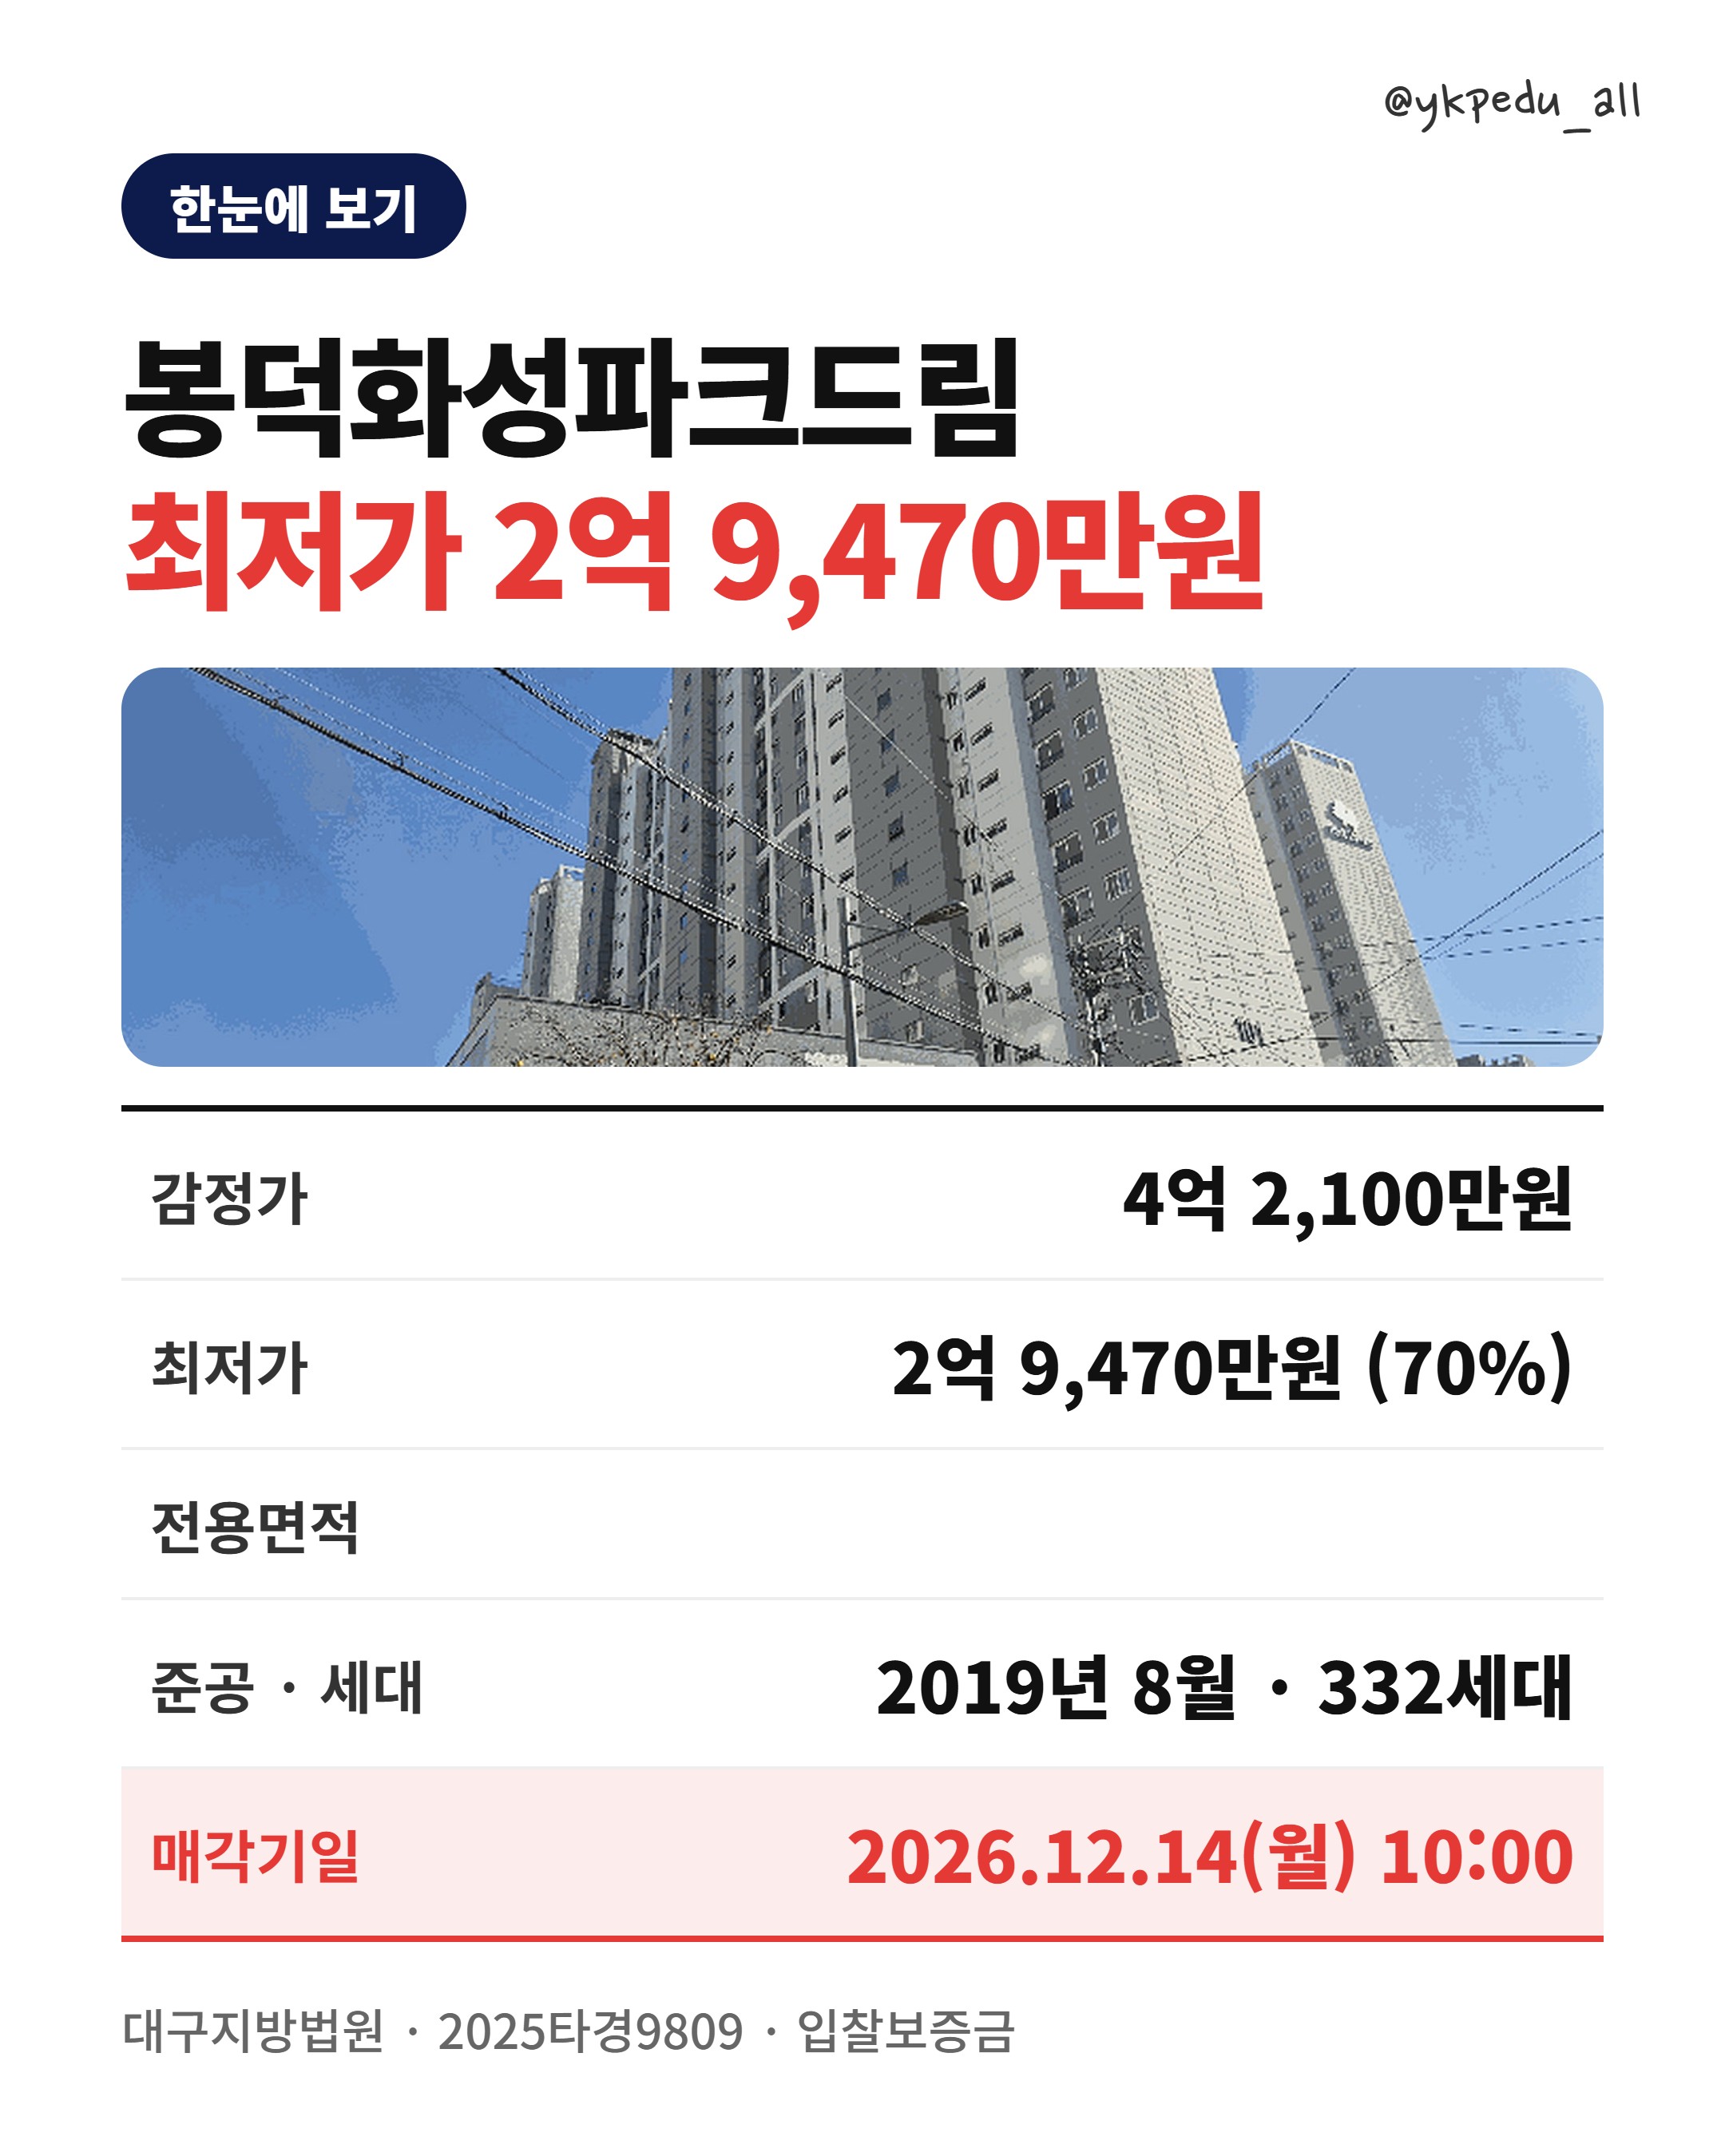 @ykpedu_all
한눈에 보기
봉덕화성파크드림
최저가 2억 9,470만원
감정가 4억 2,100만원
최저가 2억 9,470만원 (70%)
전용면적
준공 · 세대 2019년 8월 · 332세대
매각기일 2026.12.14(월) 10:00
대구지방법원 · 2025타경9809 · 입찰보증금